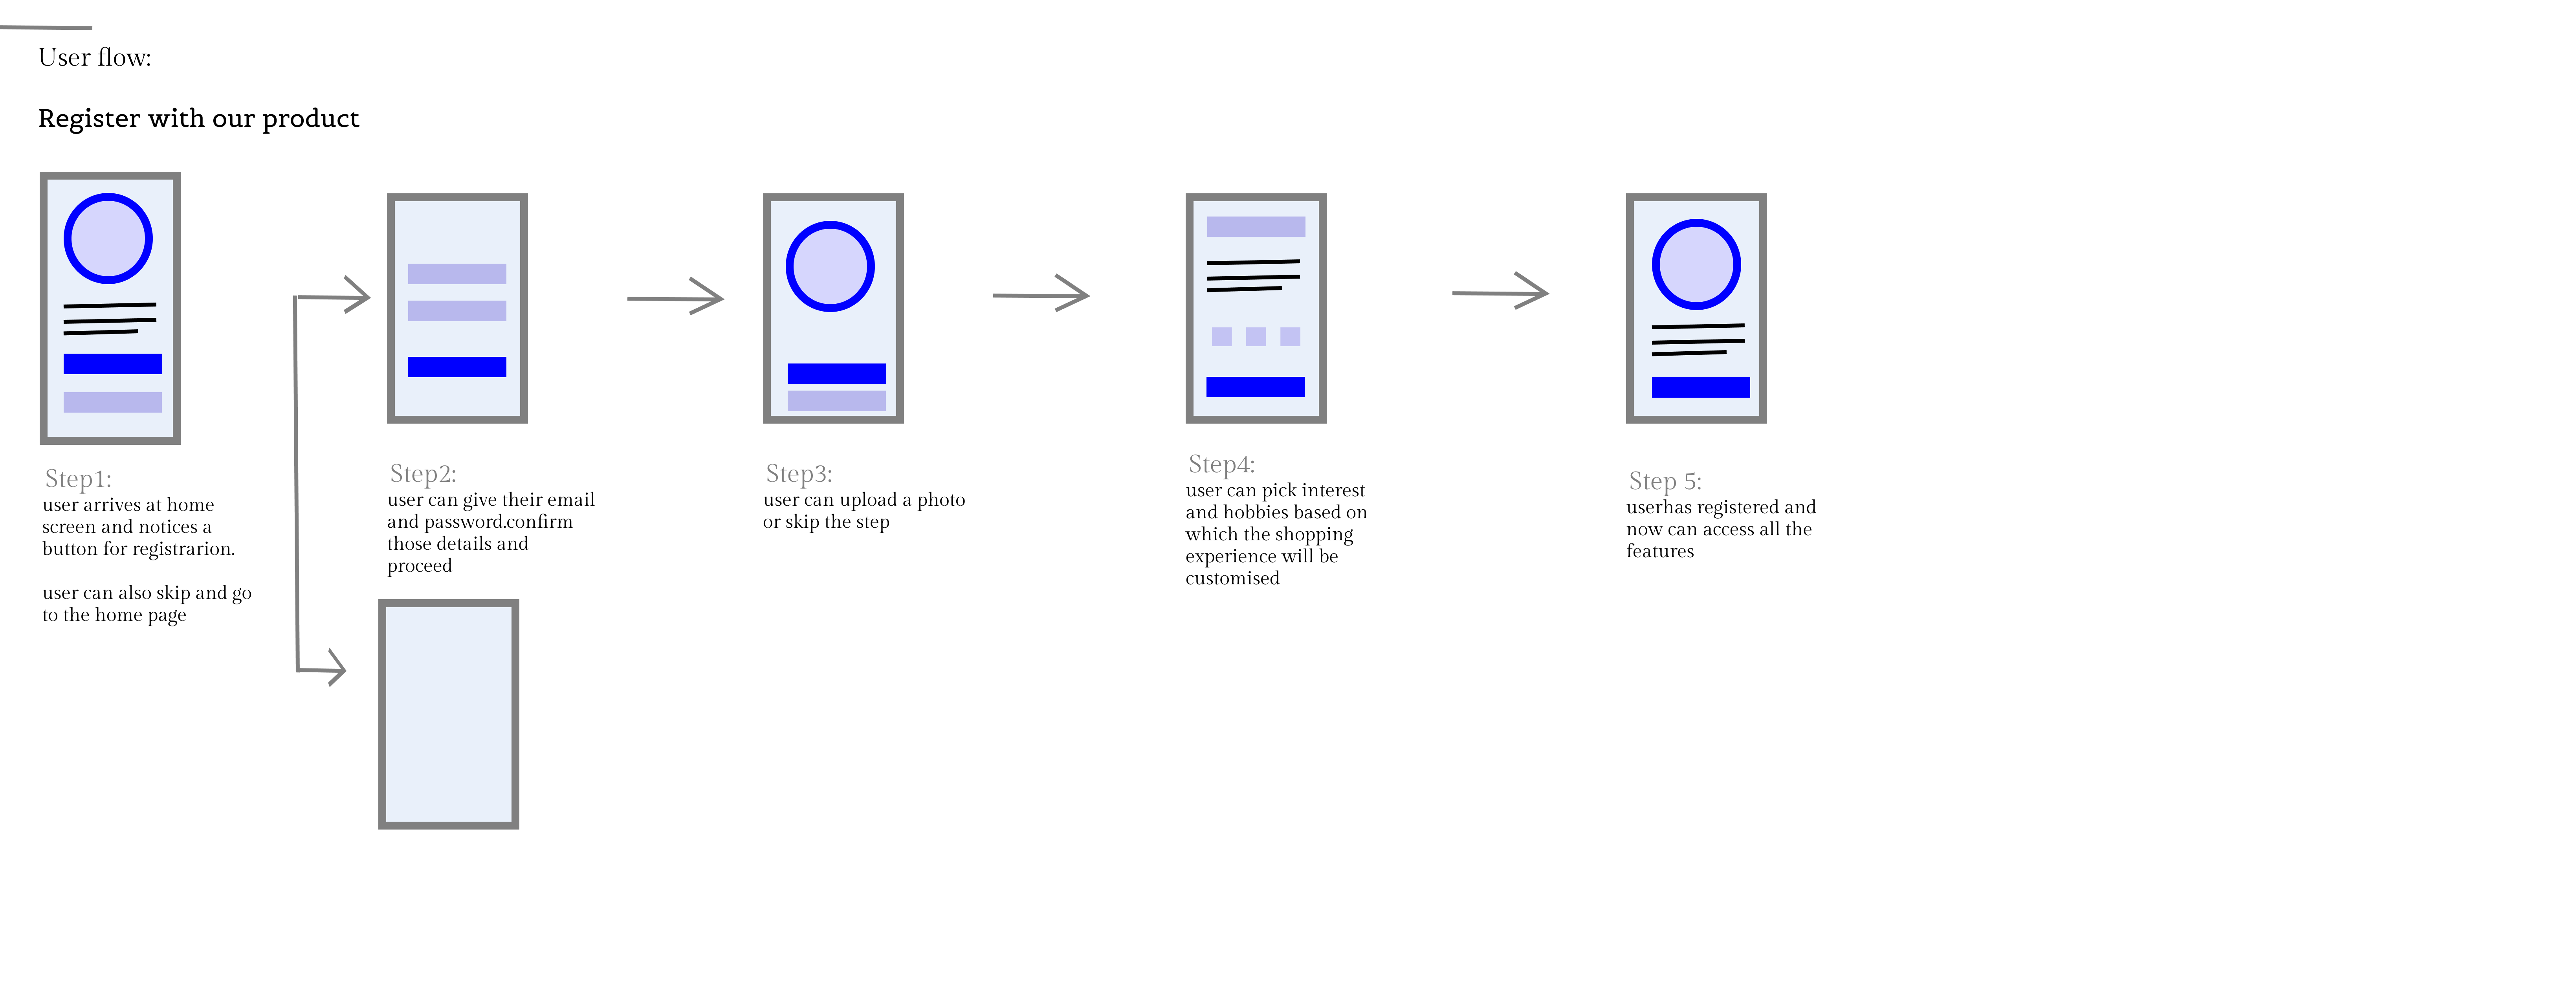 User flow:
Register with our product
Step1:
user arrives at home
screen and notices a
button for registrarion.
user can also skip and go
to the home page
Step2:
user can give their email
and password.confirm
those details and
proceed
Step3:
user can upload a photo
or skip the step
Step4:
user can pick interest
and hobbies based on
which the shopping
experience will be
customised
Step 5:
userhas registered and
now can access all the
features